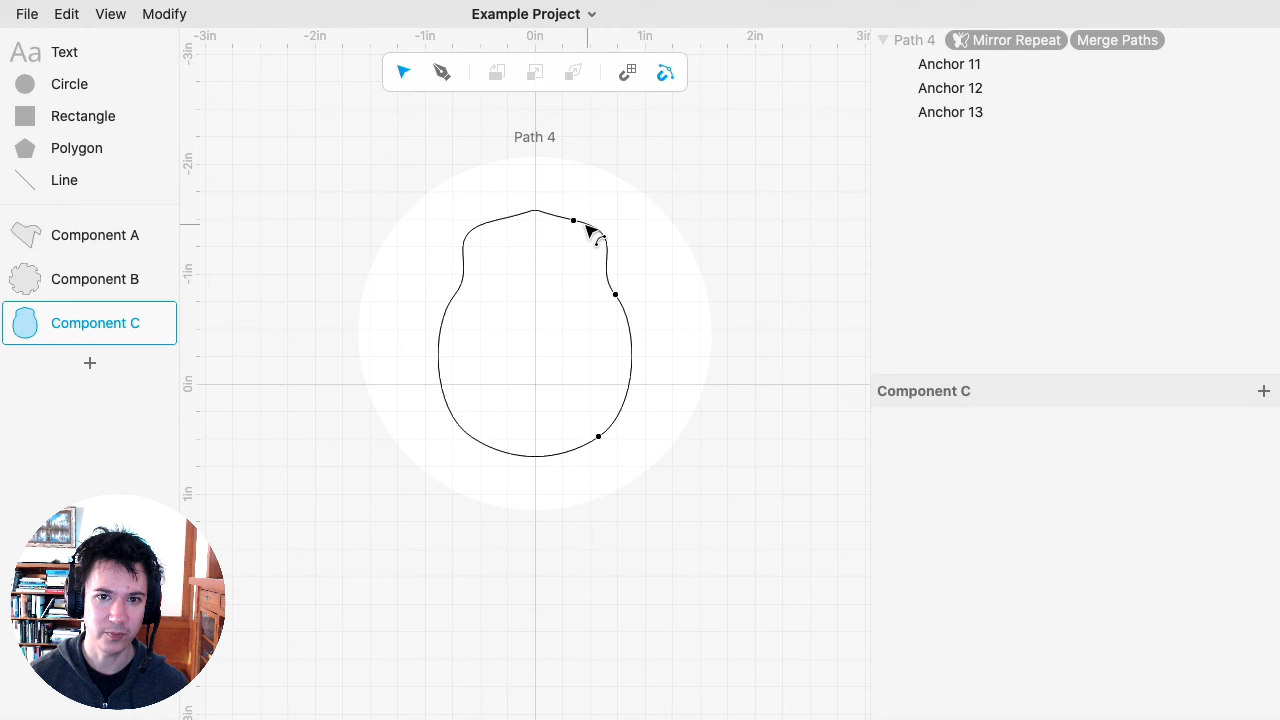 File Edit View Modify
Example Project
Aa Text
Circle
Rectangle
Polygon
Line
Component A
Component B
Component C
-3in -2in -1in 0in 1in 2in 3in
-3in
-2in
-1in
0in
1in
Path 4
Path 4 Mirror Repeat Merge Paths
Anchor 11
Anchor 12
Anchor 13
Component C